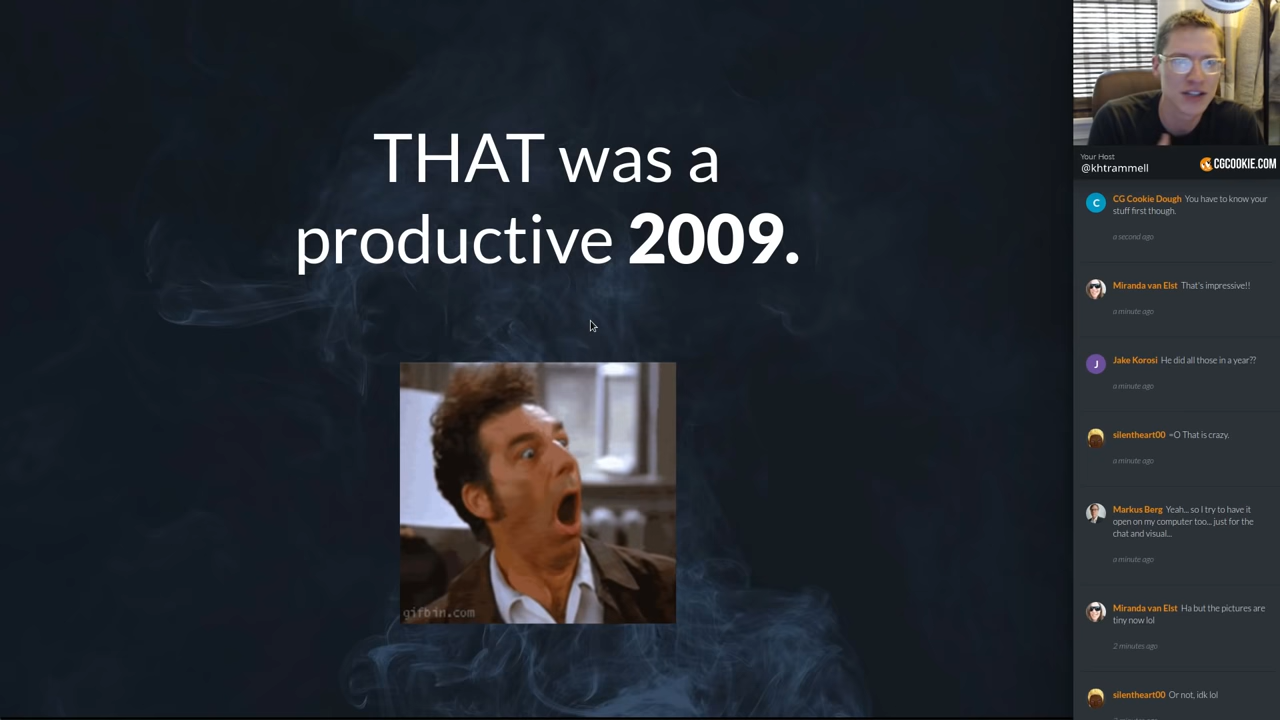 THAT was a
productive 2009.
gifbin.com
Your Host
@khtrammell
CGCOOKIE.COM
C
CG Cookie Dough You have to know your
stuff first though.
a second ago
Miranda van Elst That's impressive!!
a minute ago
J
Jake Korosi He did all those in a year??
a minute ago
silentheart00 =O That is crazy.
a minute ago
Markus Berg Yeah... so I try to have it
open on my computer too... just for the
chat and visual...
a minute ago
Miranda van Elst Ha but the pictures are
tiny now lol
2 minutes ago
silentheart00 Or not, idk lol